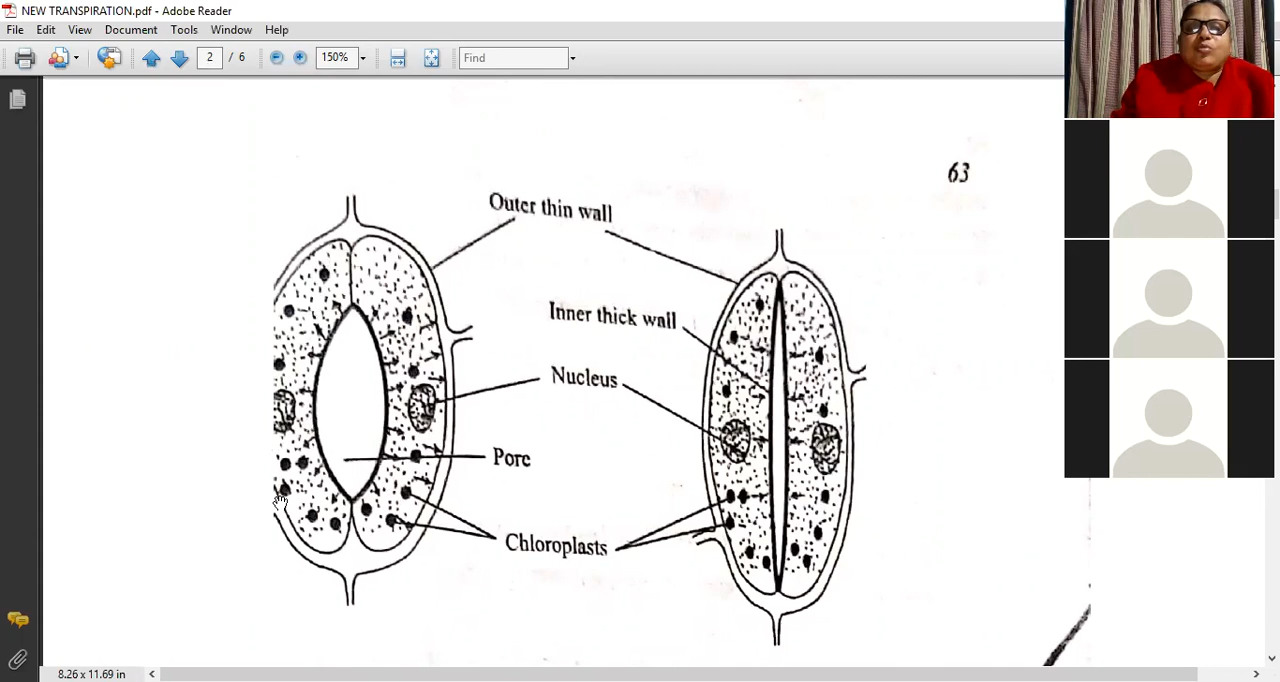 NEW TRANSPIRATION.pdf - Adobe Reader
File Edit View Document Tools Window Help
2 / 6 150% Find
63
Outer thin wall
Inner thick wall
Nucleus
Pore
Chloroplasts
8.26 x 11.69 in